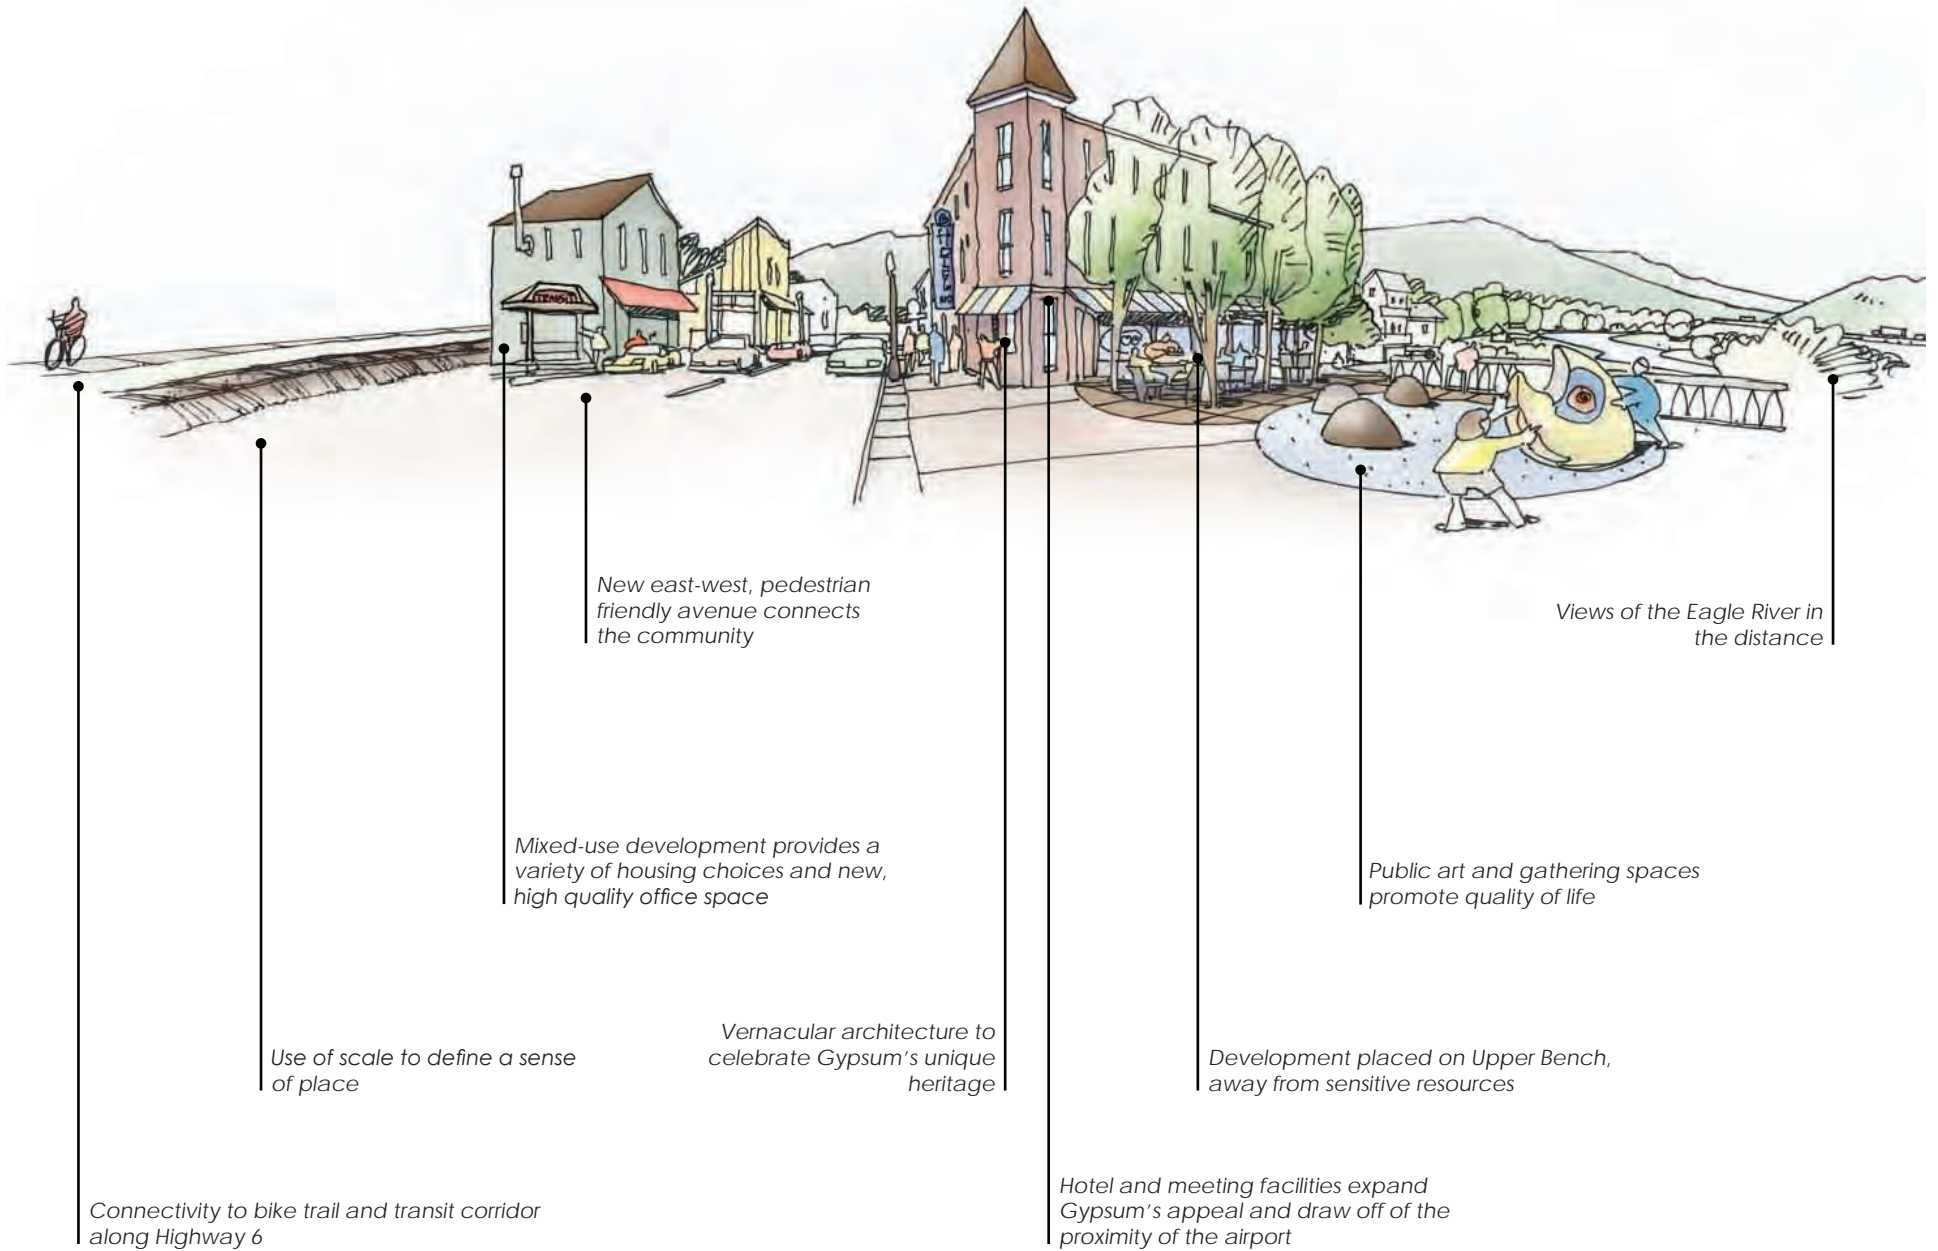 TRANSIT
New east-west, pedestrian
friendly avenue connects
the community
Views of the Eagle River in
the distance
Mixed-use development provides a
variety of housing choices and new,
high quality office space
Public art and gathering spaces
promote quality of life
Vernacular architecture to
celebrate Gypsum's unique
heritage
Use of scale to define a sense
of place
Development placed on Upper Bench,
away from sensitive resources
Hotel and meeting facilities expand
Gypsum's appeal and draw off of the
proximity of the airport
Connectivity to bike trail and transit corridor
along Highway 6